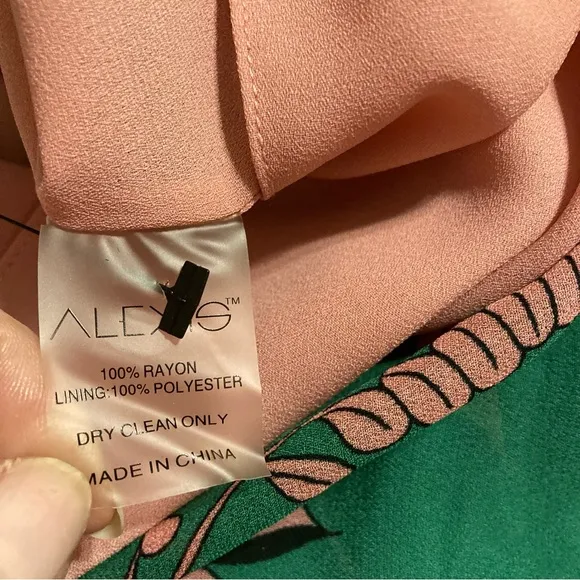 ALEXIS™
100% RAYON
LINING:100% POLYESTER
DRY CLEAN ONLY
MADE IN CHINA